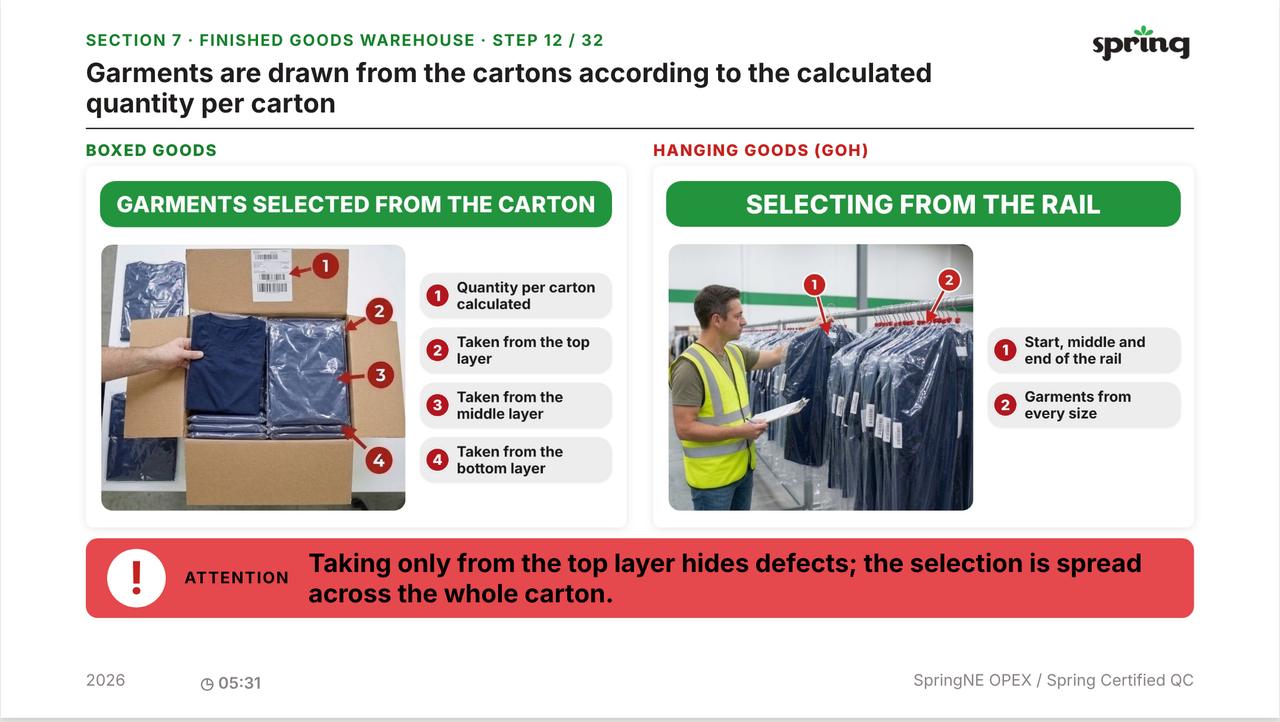 SECTION 7 · FINISHED GOODS WAREHOUSE · STEP 12 / 32
spring
Garments are drawn from the cartons according to the calculated
quantity per carton
BOXED GOODS
GARMENTS SELECTED FROM THE CARTON
1
2
3
4
1 Quantity per carton
calculated
2 Taken from the top
layer
3 Taken from the
middle layer
4 Taken from the
bottom layer
HANGING GOODS (GOH)
SELECTING FROM THE RAIL
1
2
1 Start, middle and
end of the rail
2 Garments from
every size
!
ATTENTION
Taking only from the top layer hides defects; the selection is spread
across the whole carton.
2026
05:31
SpringNE OPEX / Spring Certified QC